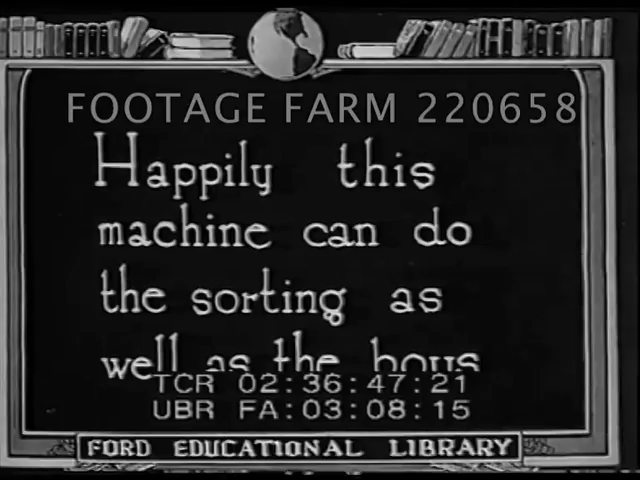 FOOTAGE FARM 220658
Happily this
machine can do
the sorting as
well as the boys
TCR 02:36:47:21
UBR FA:03:08:15
FORD EDUCATIONAL LIBRARY